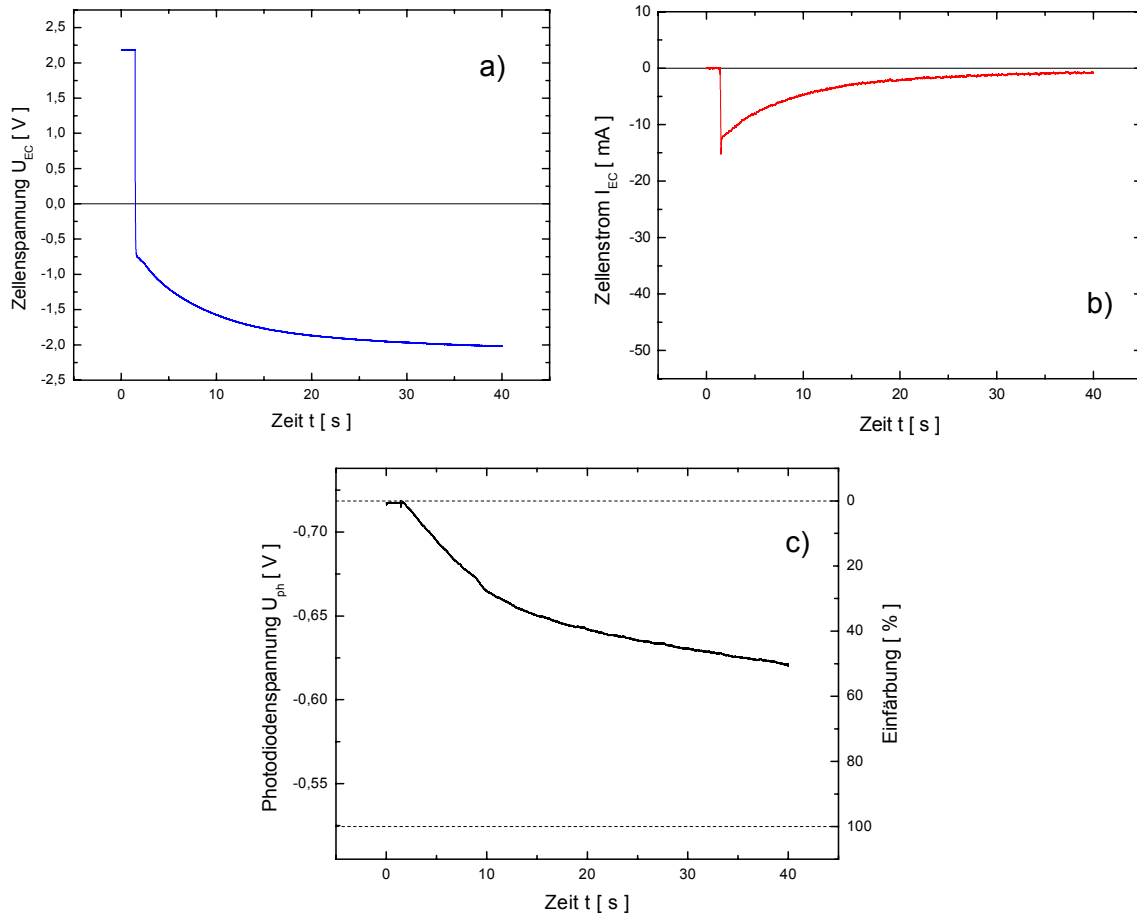 a)
Zellenspannung U_EC [ V ]
2,5
2,0
1,5
1,0
0,5
0,0
-0,5
-1,0
-1,5
-2,0
-2,5
0 10 20 30 40
Zeit t [ s ]
b)
Zellenstrom I_EC [ mA ]
10
0
-10
-20
-30
-40
-50
0 10 20 30 40
Zeit t [ s ]
c)
Photodiodenspannung U_ph [ V ]
-0,70
-0,65
-0,60
-0,55
0 10 20 30 40
Zeit t [ s ]
Einfärbung [ % ]
0
20
40
60
80
100